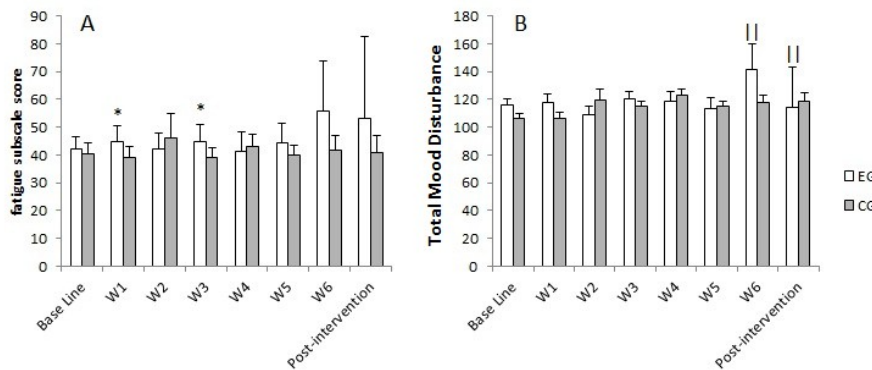 A
fatigue subscale score
90
80
70
60
50
40
30
20
10
0
*
*
Base Line
W1
W2
W3
W4
W5
W6
Post-intervention
B
Total Mood Disturbance
180
160
140
120
100
80
60
40
20
0
||
||
Base Line
W1
W2
W3
W4
W5
W6
Post-intervention
EG
CG